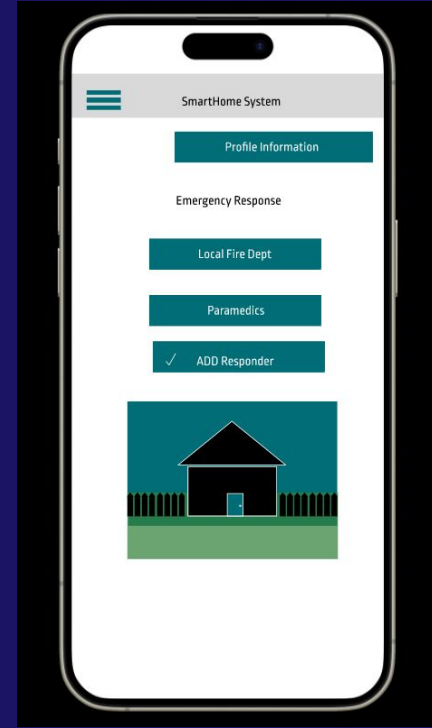 SmartHome System
Profile Information
Emergency Response
Local Fire Dept
Paramedics
✓ ADD Responder